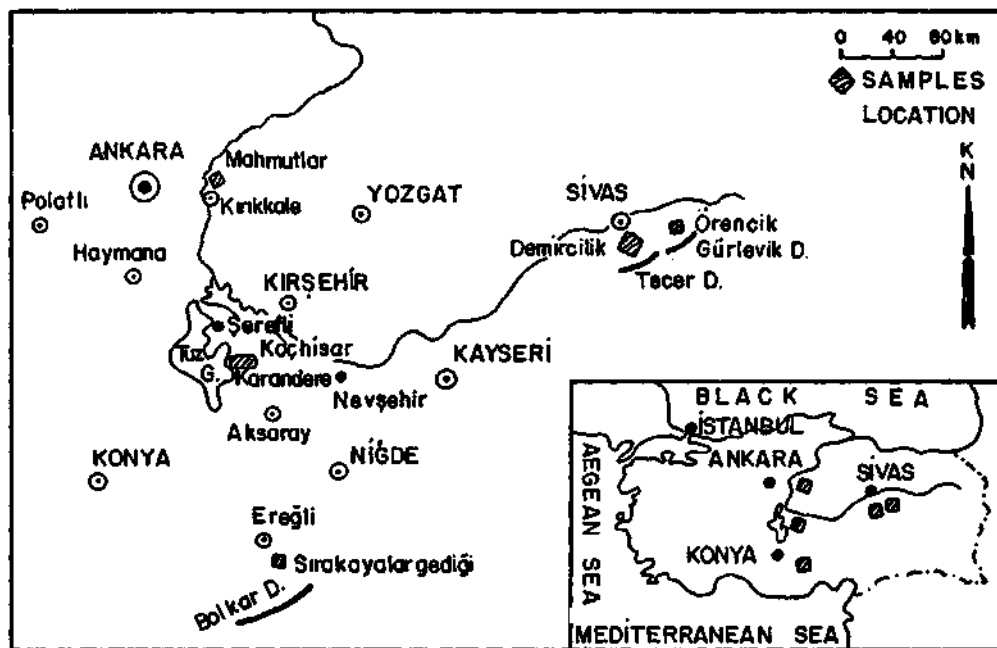 0 40 80km
SAMPLES
LOCATION
K
N
ANKARA
Mahmutlar
Polatlı
Kırıkkale
YOZGAT
SİVAS
Örencik
Haymana
Demircilik
Gürlevik D.
Tecer D.
KIRŞEHİR
Şerefli
Koçhisar
Tuz
G.
Karandere
KAYSERİ
Nevşehir
Aksaray
KONYA
NİĞDE
Ereğli
Sırakayalargediği
Bolkar D.
BLACK SEA
İSTANBUL
ANKARA
SİVAS
AEGEAN SEA
KONYA
MEDITERRANEAN SEA